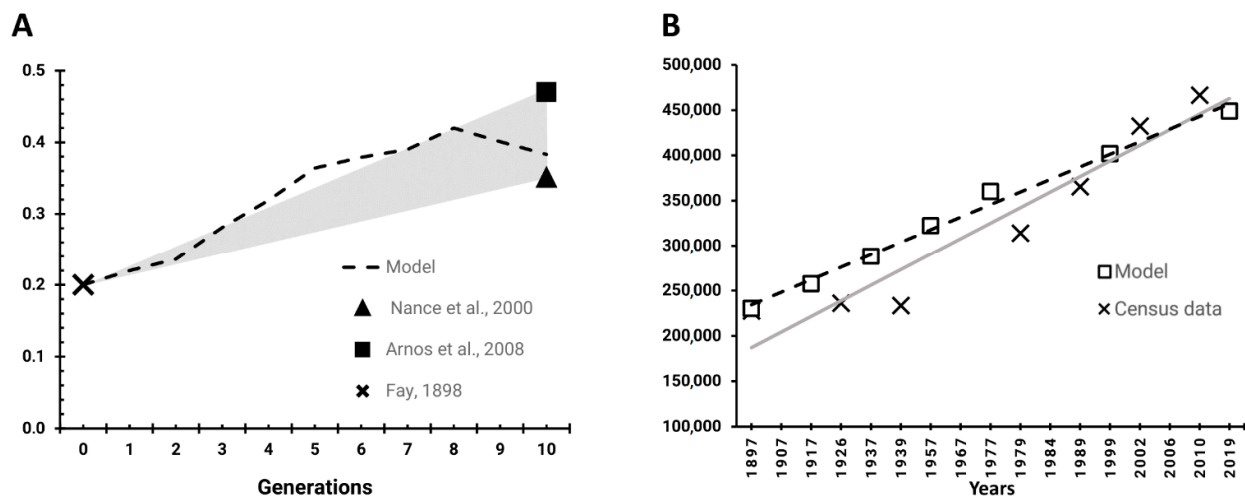 A
0.5
0.4
0.3
0.2
0.1
0.0
0 1 2 3 4 5 6 7 8 9 10
Generations
Model
Nance et al., 2000
Arnos et al., 2008
Fay, 1898
B
500,000
450,000
400,000
350,000
300,000
250,000
200,000
150,000
100,000
1897 1907 1917 1926 1937 1939 1957 1967 1977 1979 1984 1989 1999 2002 2006 2010 2019
Years
Model
Census data